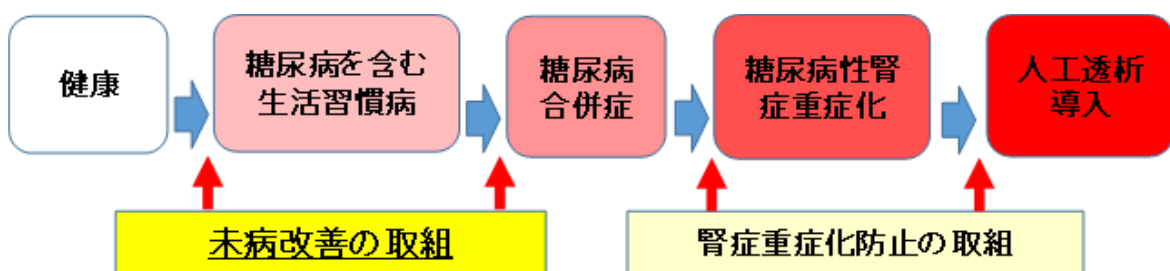 健康
糖尿病を含む
生活習慣病
糖尿病
合併症
糖尿病性腎
症重症化
人工透析
導入
未病改善の取組
腎症重症化防止の取組